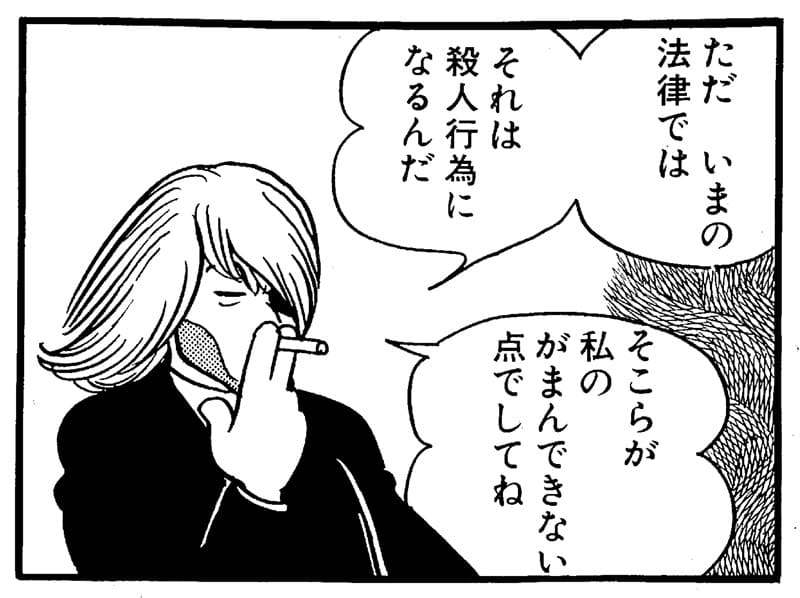 ただ　いまの
法律では
それは
殺人行為に
なるんだ
そこらが
私の
がまんできない
点でしてね